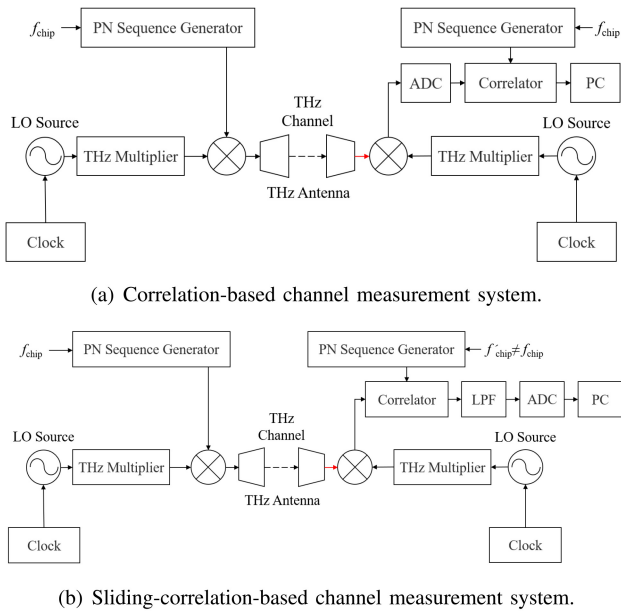 f_chip
PN Sequence Generator
PN Sequence Generator
f_chip
ADC
Correlator
PC
THz
Channel
LO Source
LO Source
THz Multiplier
THz Multiplier
THz Antenna
Clock
Clock
(a) Correlation-based channel measurement system.
f_chip
PN Sequence Generator
PN Sequence Generator
f´_chip≠f_chip
Correlator
LPF
ADC
PC
THz
Channel
LO Source
LO Source
THz Multiplier
THz Multiplier
THz Antenna
Clock
Clock
(b) Sliding-correlation-based channel measurement system.